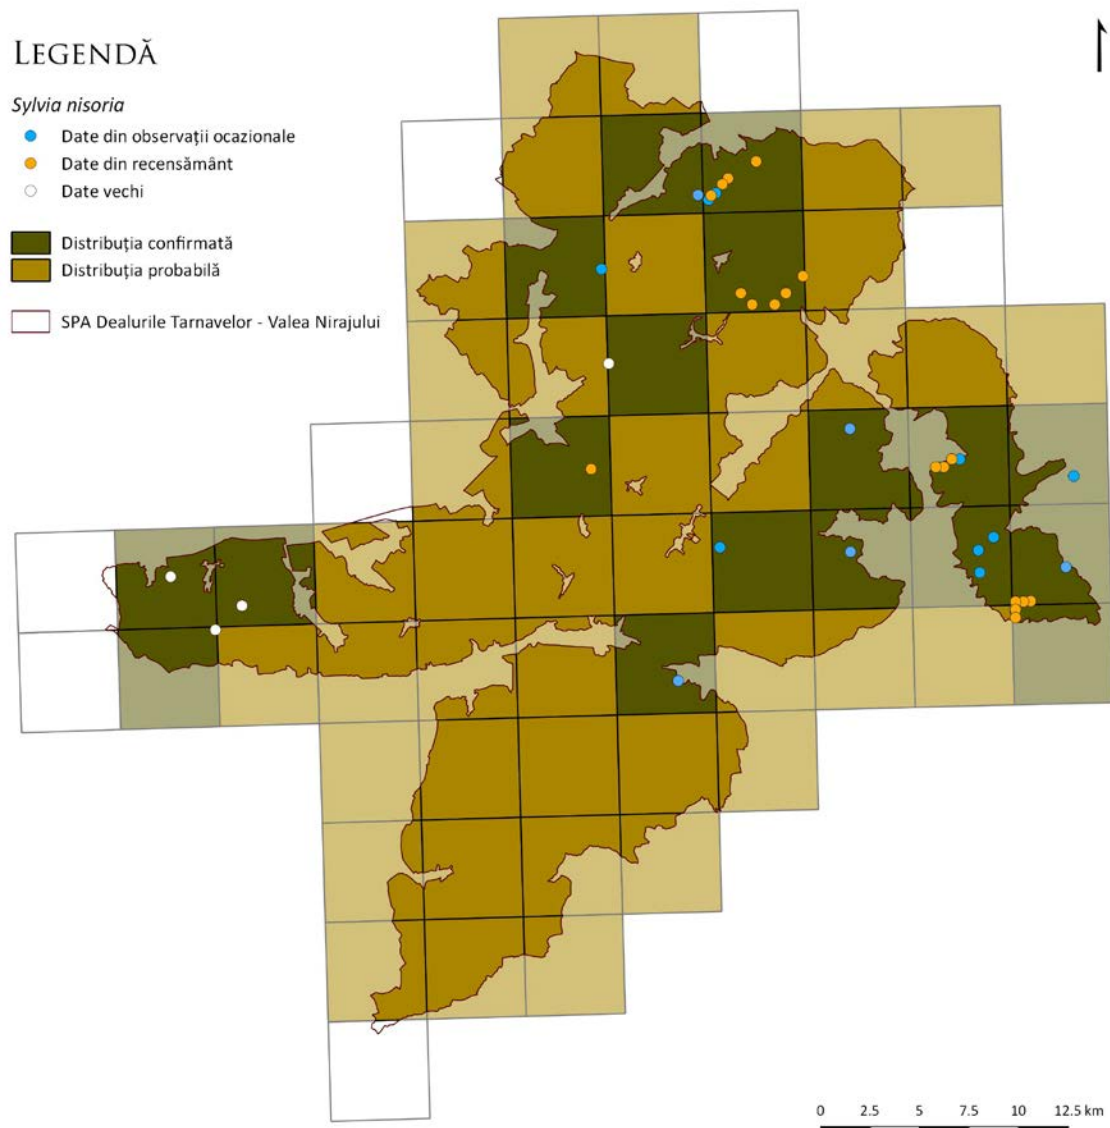 LEGENDĂ
Sylvia nisoria
Date din observații ocazionale
Date din recensământ
Date vechi
Distribuția confirmată
Distribuția probabilă
SPA Dealurile Tarnavelor - Valea Nirajului
0 2.5 5 7.5 10 12.5 km